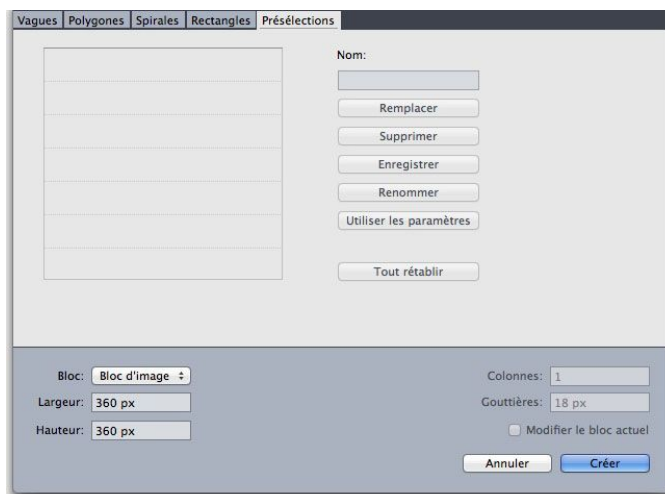 Vagues Polygones Spirales Rectangles Présélections
Nom:
Remplacer
Supprimer
Enregistrer
Renommer
Utiliser les paramètres
Tout rétablir
Bloc: Bloc d'image
Colonnes: 1
Largeur: 360 px
Gouttières: 18 px
Hauteur: 360 px
Modifier le bloc actuel
Annuler Créer